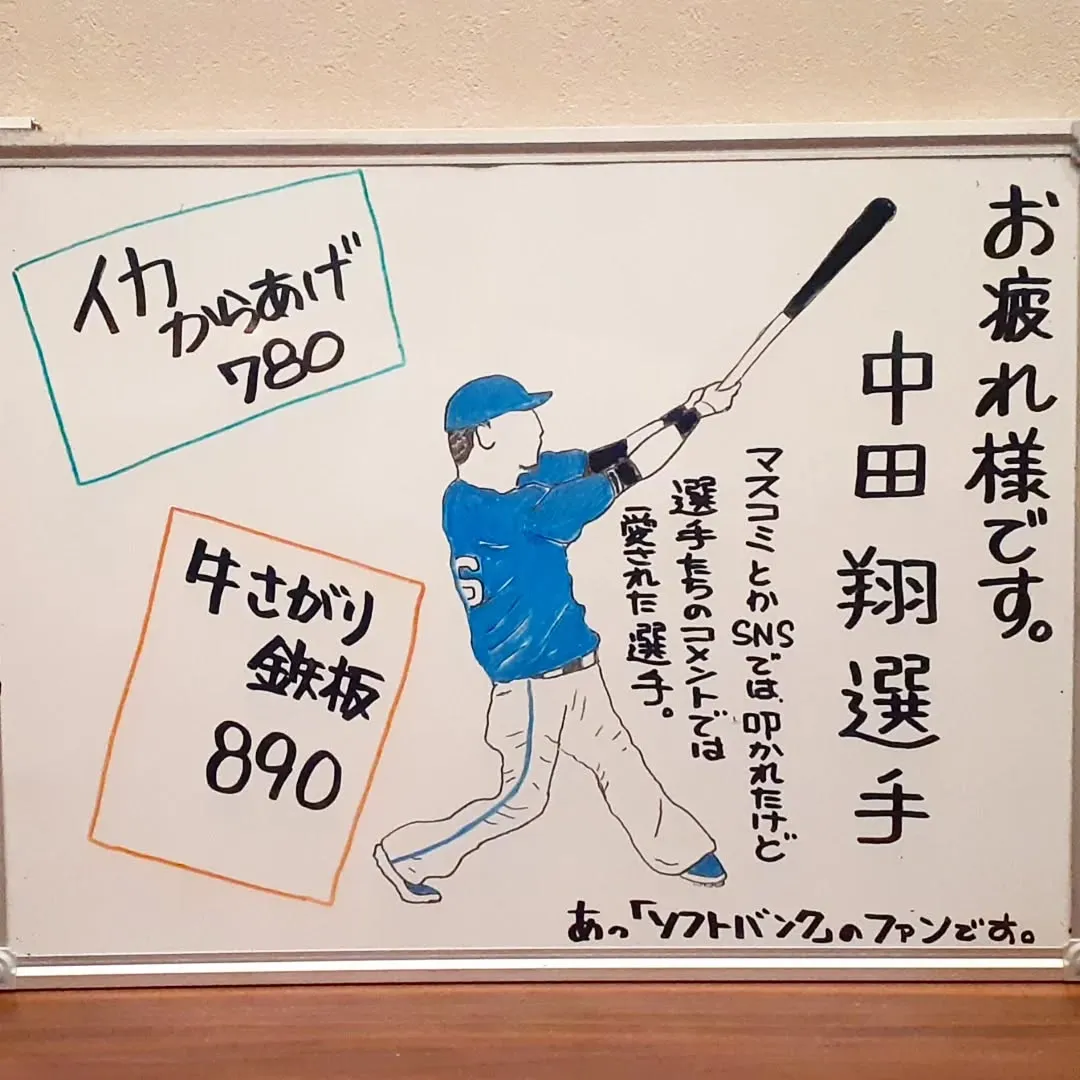 お疲れ様です。
中田翔選手
マスコミとかSNSでは、叩かれたけど
選手たちのコメントでは
愛された選手。
あっ「ソフトバンク」のファンです。
イカ
からあげ
780
牛さがり
鉄板
890
6